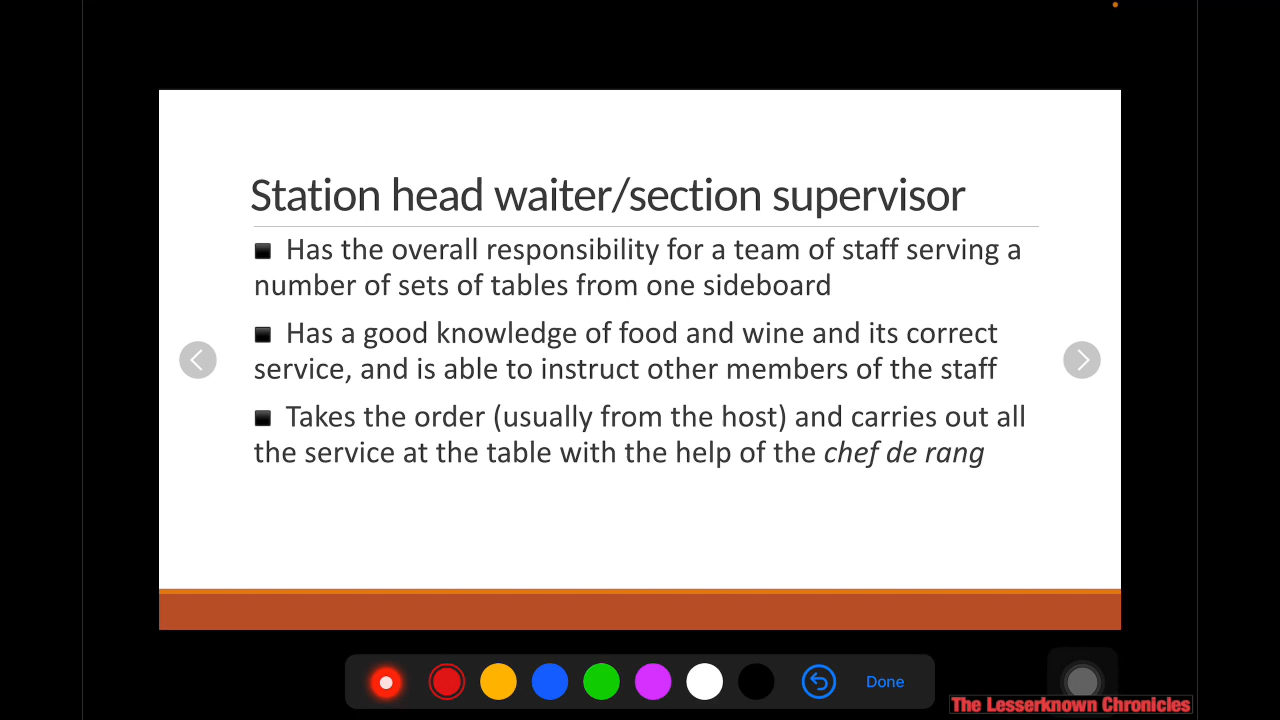 Station head waiter/section supervisor
Has the overall responsibility for a team of staff serving a
number of sets of tables from one sideboard
Has a good knowledge of food and wine and its correct
service, and is able to instruct other members of the staff
Takes the order (usually from the host) and carries out all
the service at the table with the help of the chef de rang
Done
The Lesserknown Chronicles